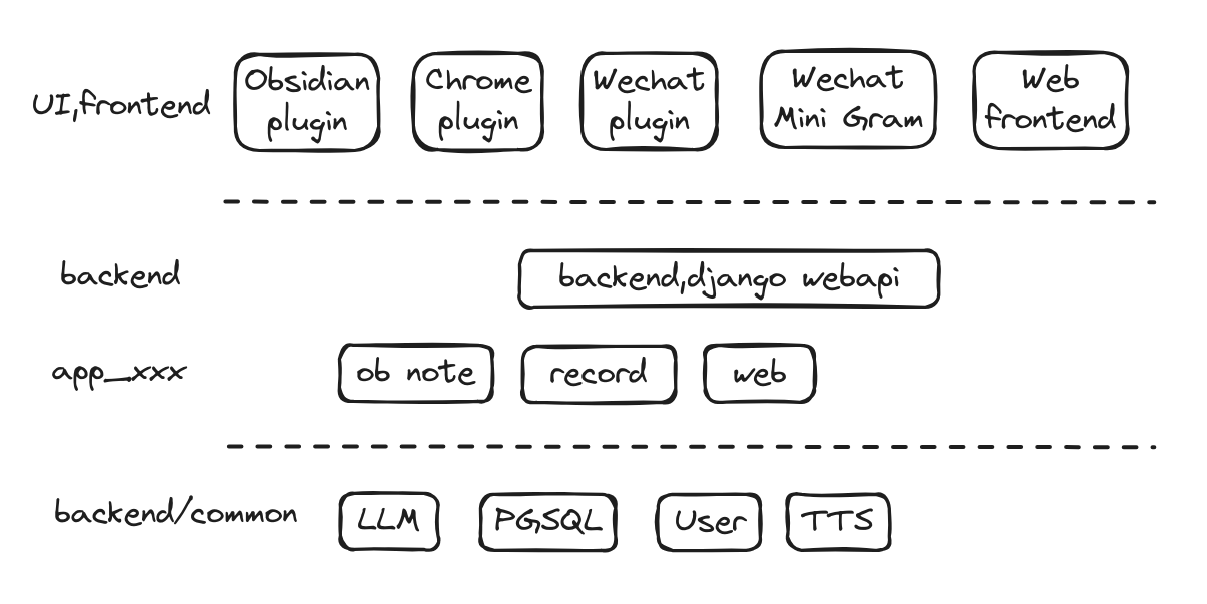 UI,frontend
Obsidian
plugin
Chrome
plugin
Wechat
plugin
Wechat
Mini Gram
Web
frontend
backend
backend,django webapi
app_xxx
ob note
record
web
backend/common
LLM
PGSQL
User
TTS